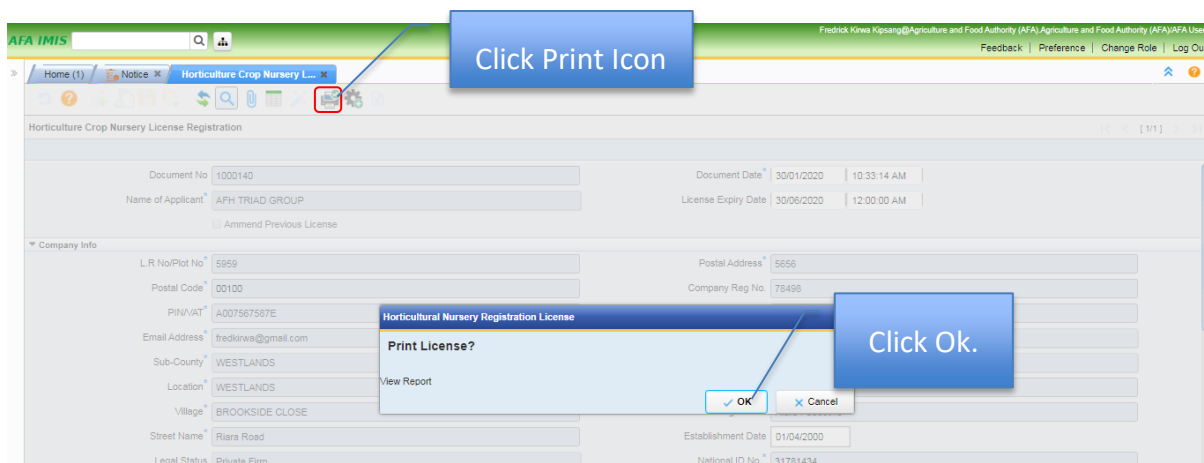 Fredrick Kirwa Kipsang@Agriculture and Food Authority (AFA).Agriculture and Food Authority (AFA)/AFA User
AFA IMIS
Feedback | Preference | Change Role | Log Ou
Click Print Icon
Home (1) Notice Horticulture Crop Nursery L...
Horticulture Crop Nursery License Registration [1/1]
Document No 1000140 Document Date* 30/01/2020 10:33:14 AM
Name of Applicant* AFH TRIAD GROUP License Expiry Date 30/06/2020 12:00:00 AM
Ammend Previous License
Company Info
L.R No/Plot No* 5959 Postal Address* 5656
Postal Code* 00100 Company Reg No. 78498
PIN/VAT* A007567587E
Horticultural Nursery Registration License
Email Address* fredkirwa@gmail.com
Print License?
Click Ok.
Sub-County* WESTLANDS
Location* WESTLANDS
View Report
OK Cancel
Village* BROOKSIDE CLOSE
Street Name* Riara Road Establishment Date 01/04/2000
Legal Status Private Firm National ID No.* 31781434